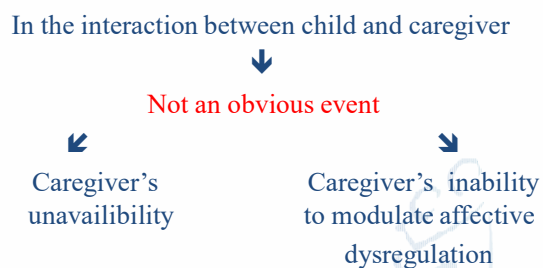 In the interaction between child and caregiver
Not an obvious event
Caregiver's
unavailibility
Caregiver's inability
to modulate affective
dysregulation